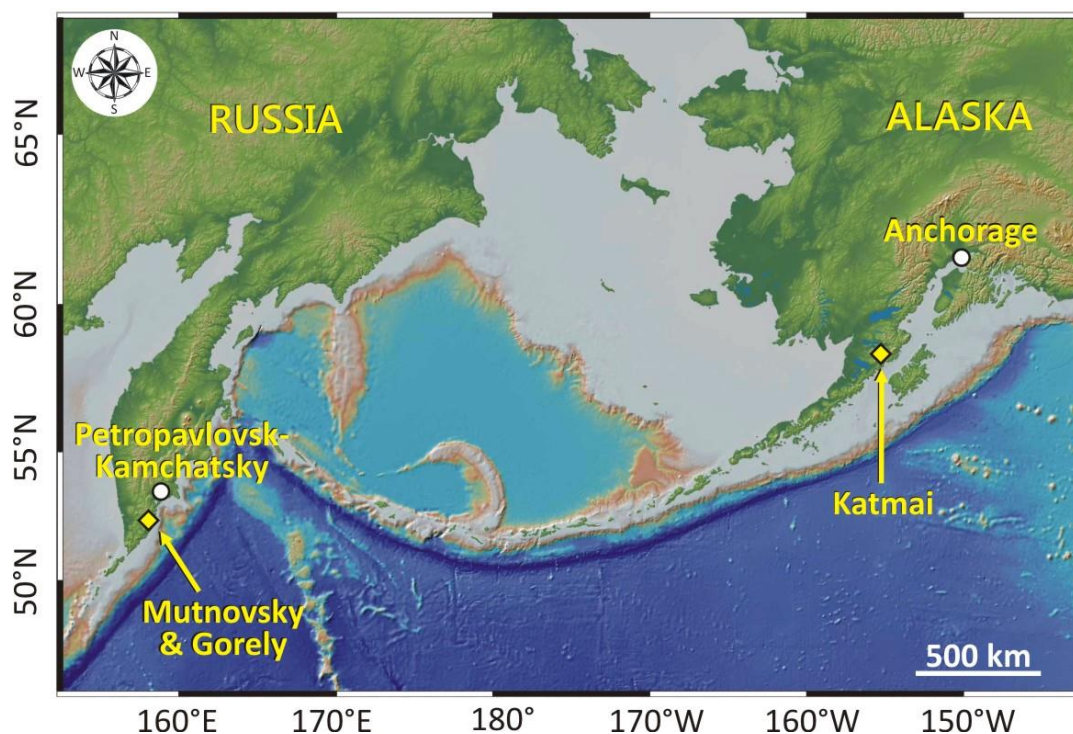 N
W E
S
RUSSIA
ALASKA
Anchorage
Petropavlovsk-
Kamchatsky
Katmai
Mutnovsky
& Gorely
500 km
65°N
60°N
55°N
50°N
160°E
170°E
180°
170°W
160°W
150°W